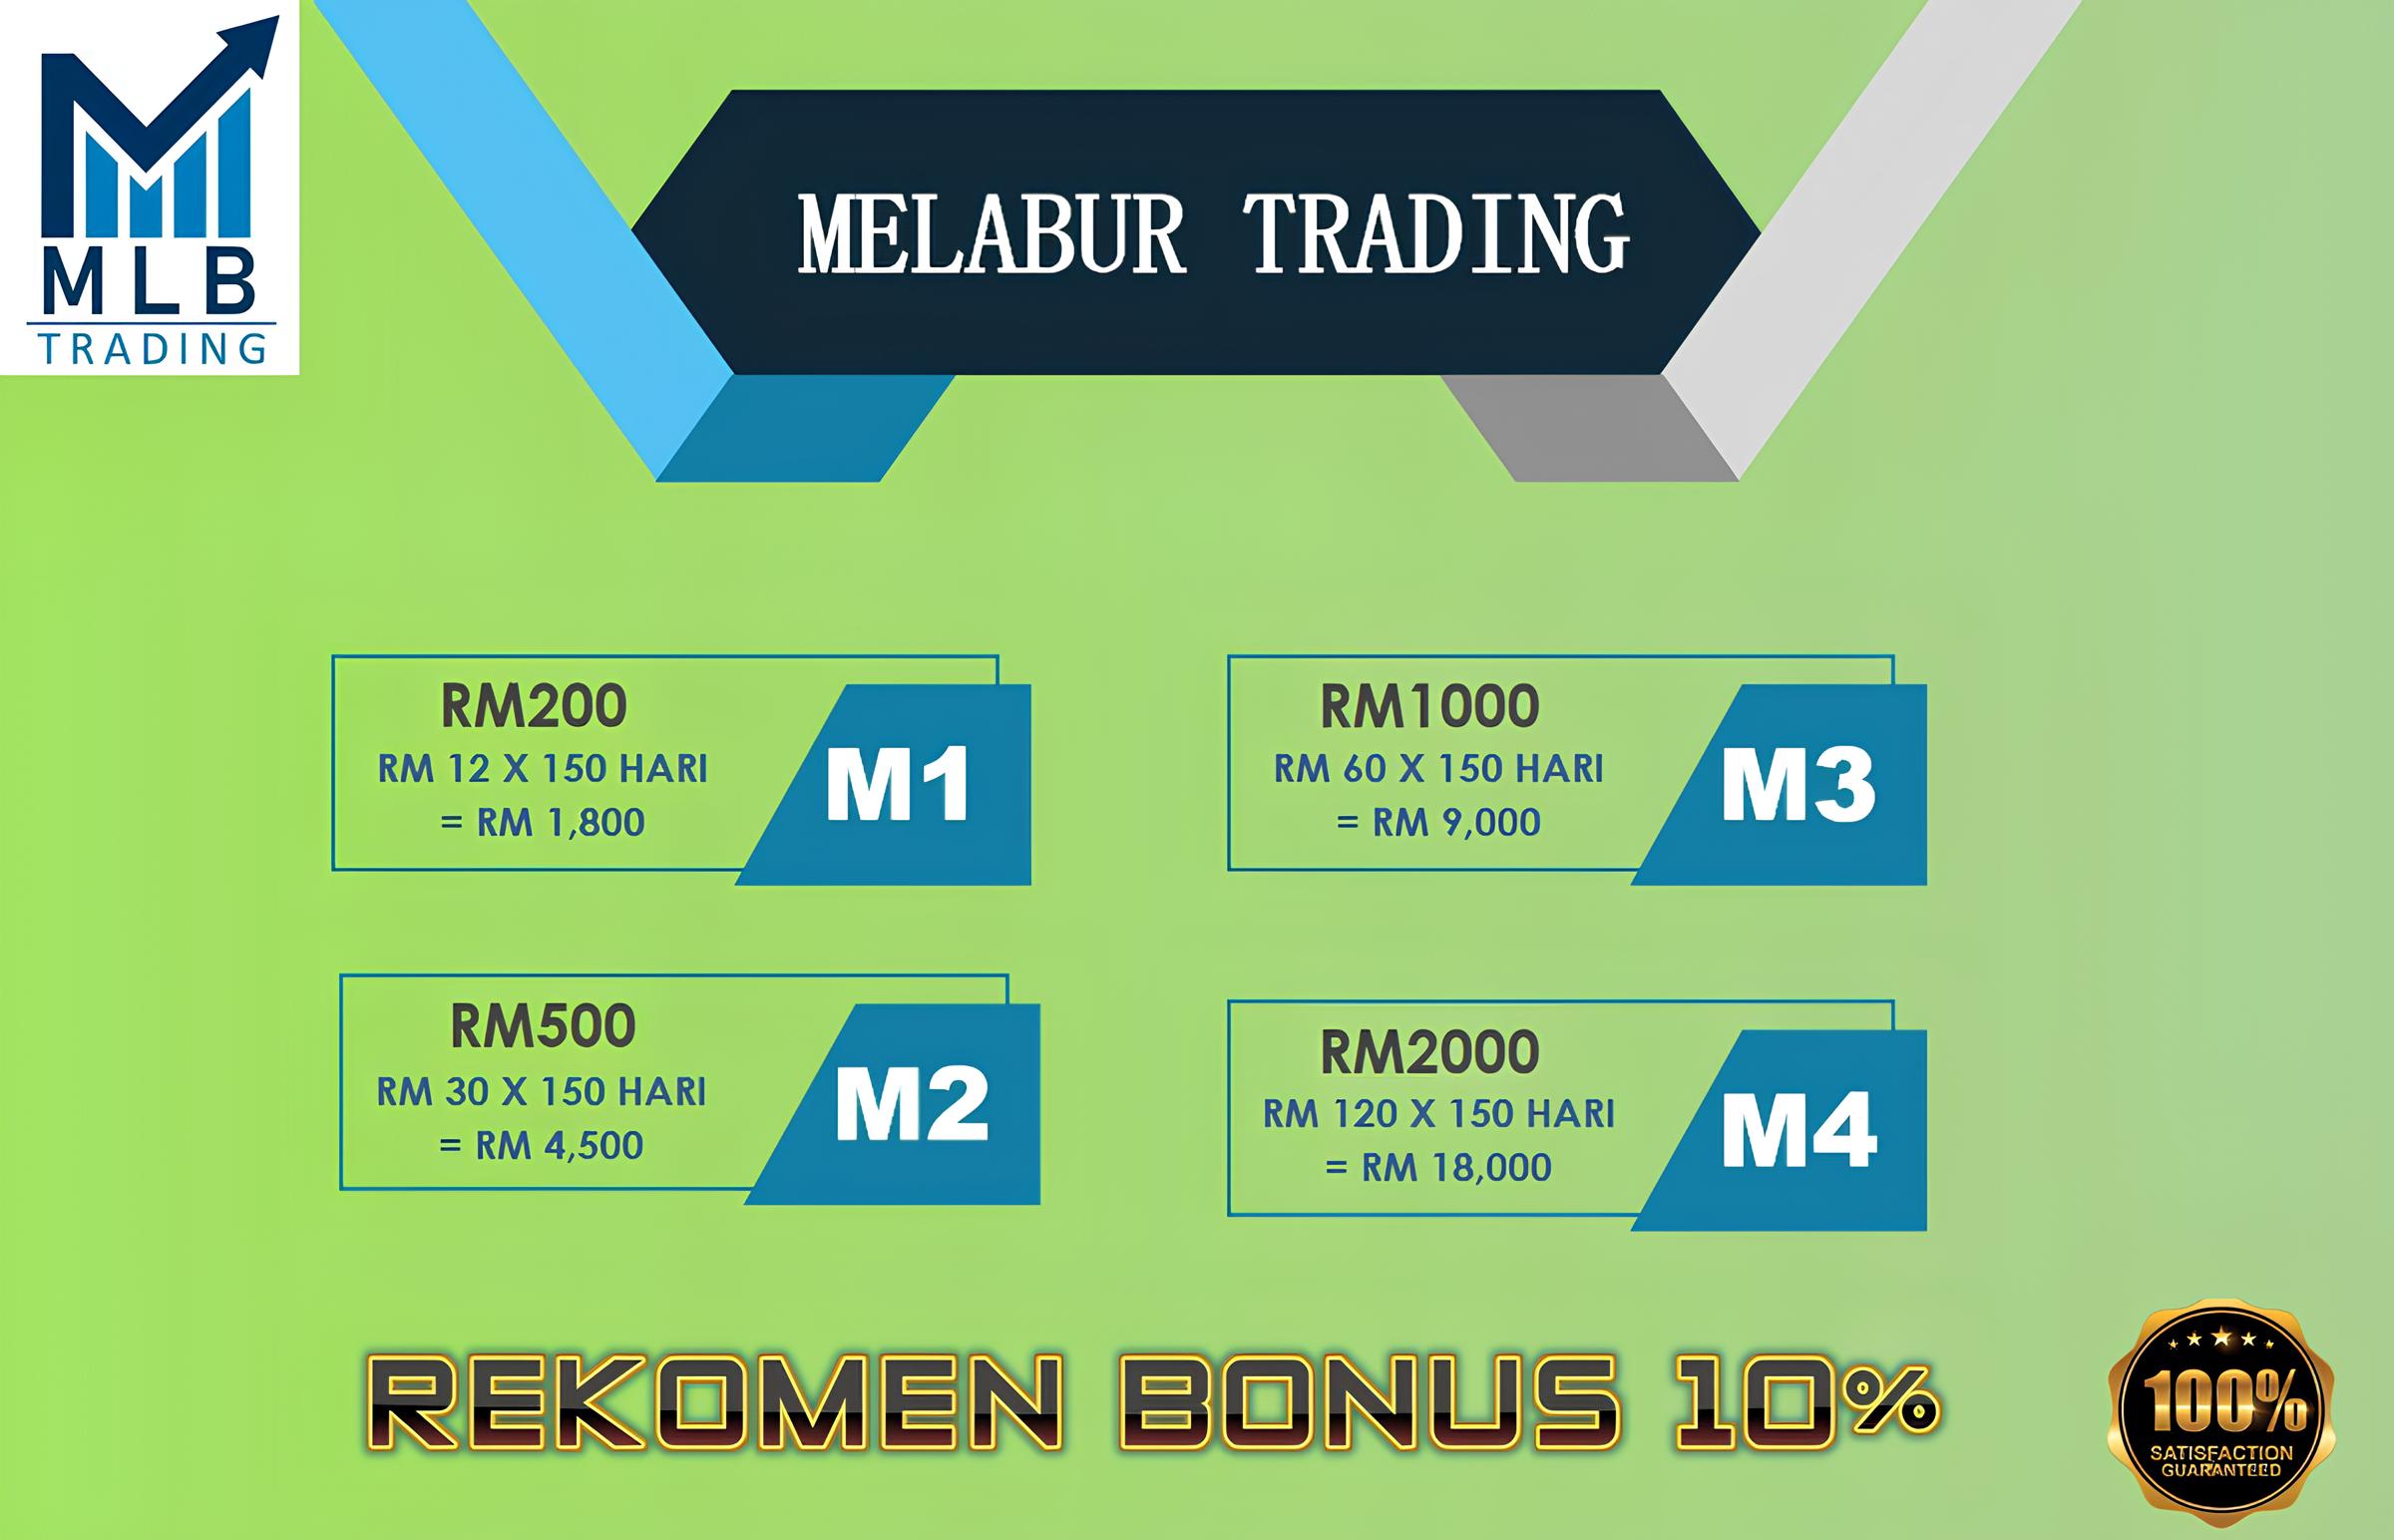 MLB
TRADING
MELABUR TRADING
RM200
RM 12 X 150 HARI
= RM 1,800
M1
RM1000
RM 60 X 150 HARI
= RM 9,000
M3
RM500
RM 30 X 150 HARI
= RM 4,500
M2
RM2000
RM 120 X 150 HARI
= RM 18,000
M4
REKOMEN BONUS 10%
100%
SATISFACTION
GUARANTEED